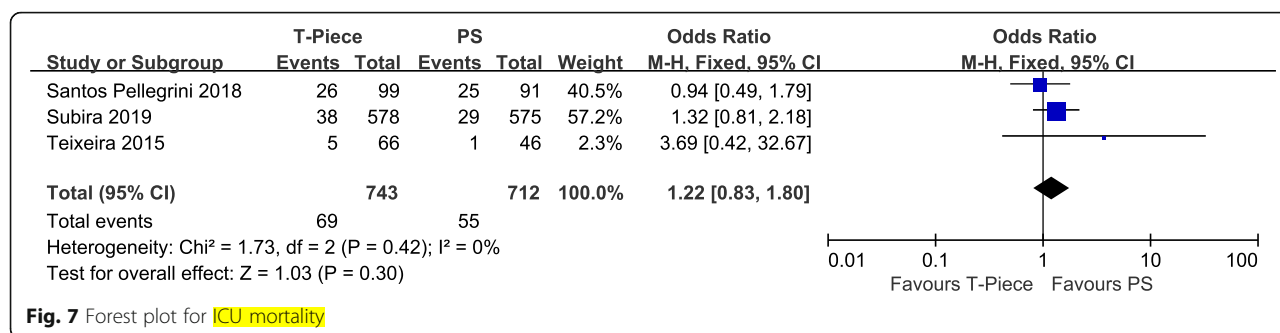 T-Piece PS Odds Ratio Odds Ratio
Study or Subgroup Events Total Events Total Weight M-H, Fixed, 95% CI M-H, Fixed, 95% CI
Santos Pellegrini 2018 26 99 25 91 40.5% 0.94 [0.49, 1.79]
Subira 2019 38 578 29 575 57.2% 1.32 [0.81, 2.18]
Teixeira 2015 5 66 1 46 2.3% 3.69 [0.42, 32.67]
Total (95% CI) 743 712 100.0% 1.22 [0.83, 1.80]
Total events 69 55
Heterogeneity: Chi² = 1.73, df = 2 (P = 0.42); I² = 0%
Test for overall effect: Z = 1.03 (P = 0.30)
0.01 0.1 1 10 100
Favours T-Piece Favours PS
Fig. 7 Forest plot for ICU mortality